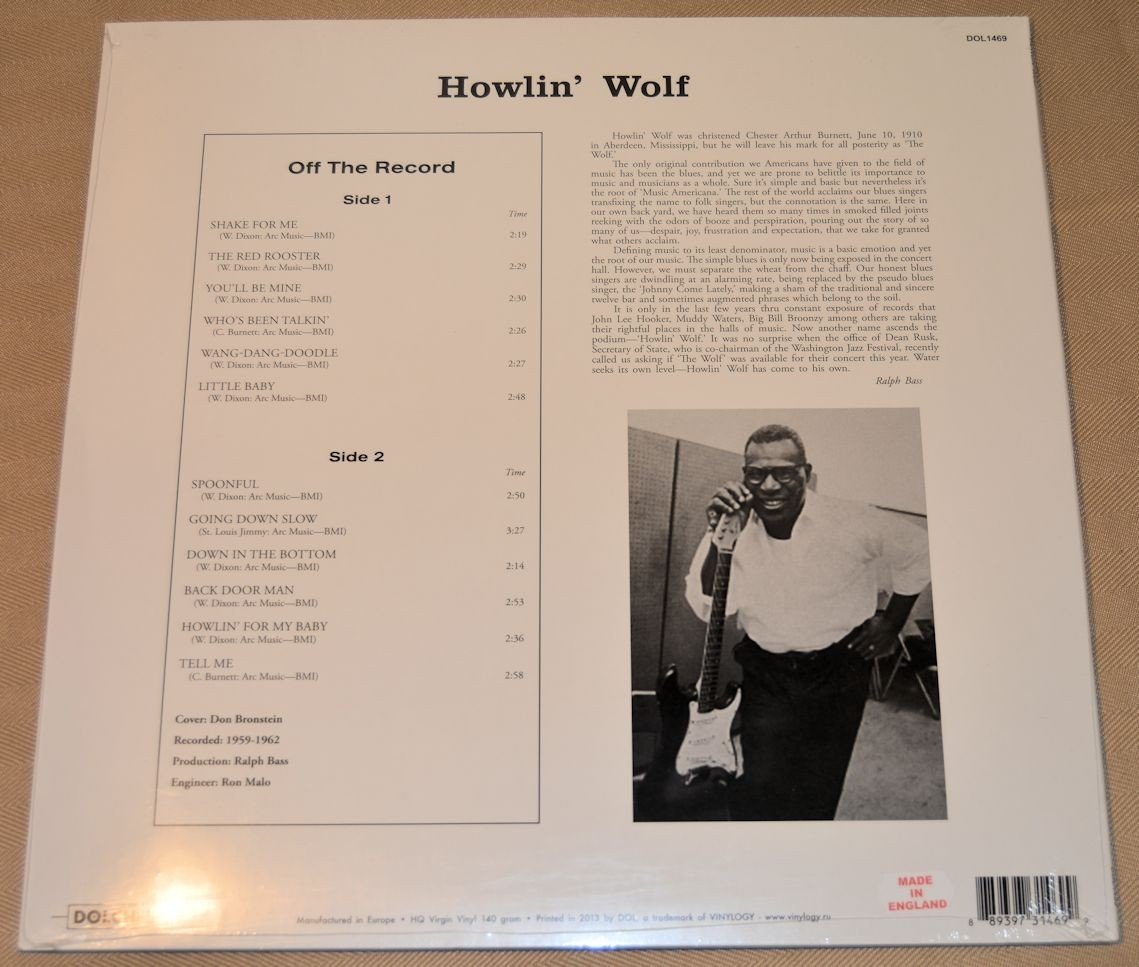 DOL1469
Howlin' Wolf
Off The Record
Side 1
Time
SHAKE FOR ME
(W. Dixon: Arc Music—BMI) 2:19
THE RED ROOSTER
(W. Dixon: Arc Music—BMI) 2:29
YOU'LL BE MINE
(W. Dixon: Arc Music—BMI) 2:30
WHO'S BEEN TALKIN'
(C. Burnett: Arc Music—BMI) 2:26
WANG-DANG-DOODLE
(W. Dixon: Arc Music—BMI) 2:27
LITTLE BABY
(W. Dixon: Arc Music—BMI) 2:48
Side 2
Time
SPOONFUL
(W. Dixon: Arc Music—BMI) 2:50
GOING DOWN SLOW
(St. Louis Jimmy: Arc Music—BMI) 3:27
DOWN IN THE BOTTOM
(W. Dixon: Arc Music—BMI) 2:14
BACK DOOR MAN
(W. Dixon: Arc Music—BMI) 2:53
HOWLIN' FOR MY BABY
(W. Dixon: Arc Music—BMI) 2:36
TELL ME
(C. Burnett: Arc Music—BMI) 2:58
Cover: Don Bronstein
Recorded: 1959-1962
Production: Ralph Bass
Engineer: Ron Malo
Howlin' Wolf was christened Chester Arthur Burnett, June 10, 1910
in Aberdeen, Mississippi, but he will leave his mark for all posterity as 'The
Wolf.'
The only original contribution we Americans have given to the field of
music has been the blues, and yet we are prone to belittle its importance to
music and musicians as a whole. Sure it's simple and basic but nevertheless it's
the root of 'Music Americana.' The rest of the world acclaims our blues singers
transfixing the name to folk singers, but the connotation is the same. Here in
our own back yard, we have heard them so many times in smoked filled joints
reeking with the odors of booze and perspiration, pouring out the story of so
many of us—despair, joy, frustration and expectation, that we take for granted
what others acclaim.
Defining music to its least denominator, music is a basic emotion and yet
the root of our music. The simple blues is only now being exposed in the concert
hall. However, we must separate the wheat from the chaff. Our honest blues
singers are dwindling at an alarming rate, being replaced by the pseudo blues
singer, the 'Johnny Come Lately,' making a sham of the traditional and sincere
twelve bar and sometimes augmented phrases which belong to the soil.
It is only in the last few years thru constant exposure of records that
John Lee Hooker, Muddy Waters, Big Bill Broonzy among others are taking
their rightful places in the halls of music. Now another name ascends the
podium—'Howlin' Wolf.' It was no surprise when the office of Dean Rusk,
Secretary of State, who is co-chairman of the Washington Jazz Festival, recently
called us asking if 'The Wolf' was available for their concert this year. Water
seeks its own level—Howlin' Wolf has come to his own.
Ralph Bass
Manufactured in Europe • HQ Virgin Vinyl 140 gram • Printed in 2013 by DOL, a trademark of VINYLOGY - www.vinylogy.ru
MADE
IN
ENGLAND
8 89397 31469 9